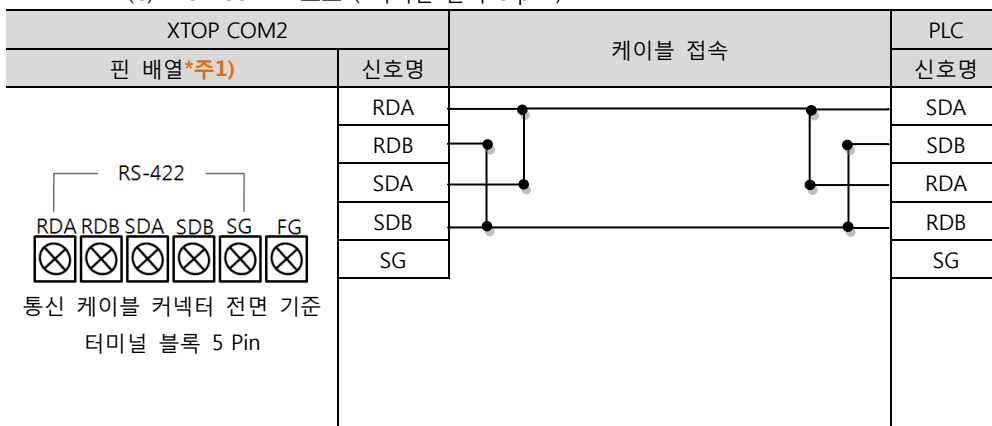 XTOP COM2
케이블 접속
PLC
핀 배열*주1)
신호명
신호명
RDA
SDA
RDB
SDB
SDA
RDA
SDB
RDB
SG
SG
RS-422
RDA RDB SDA SDB SG FG
통신 케이블 커넥터 전면 기준
터미널 블록 5 Pin